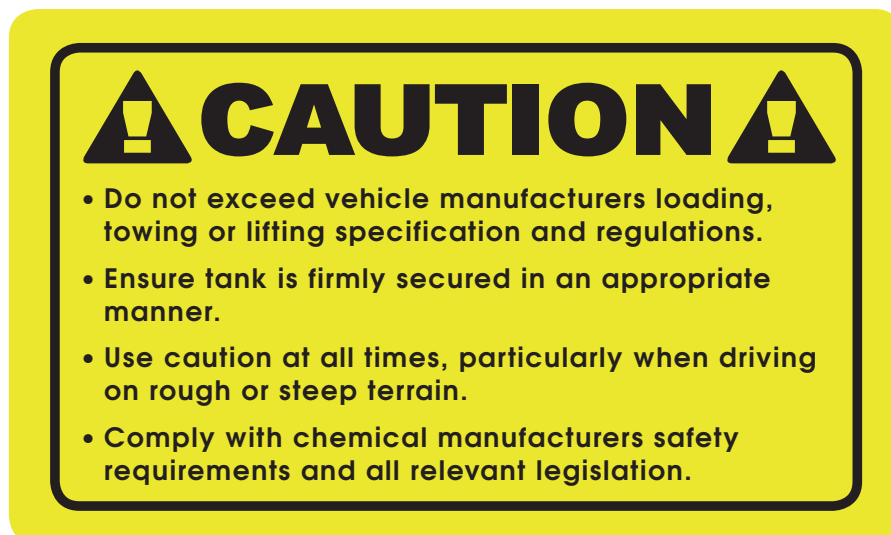 CAUTION
• Do not exceed vehicle manufacturers loading,
towing or lifting specification and regulations.
• Ensure tank is firmly secured in an appropriate
manner.
• Use caution at all times, particularly when driving
on rough or steep terrain.
• Comply with chemical manufacturers safety
requirements and all relevant legislation.